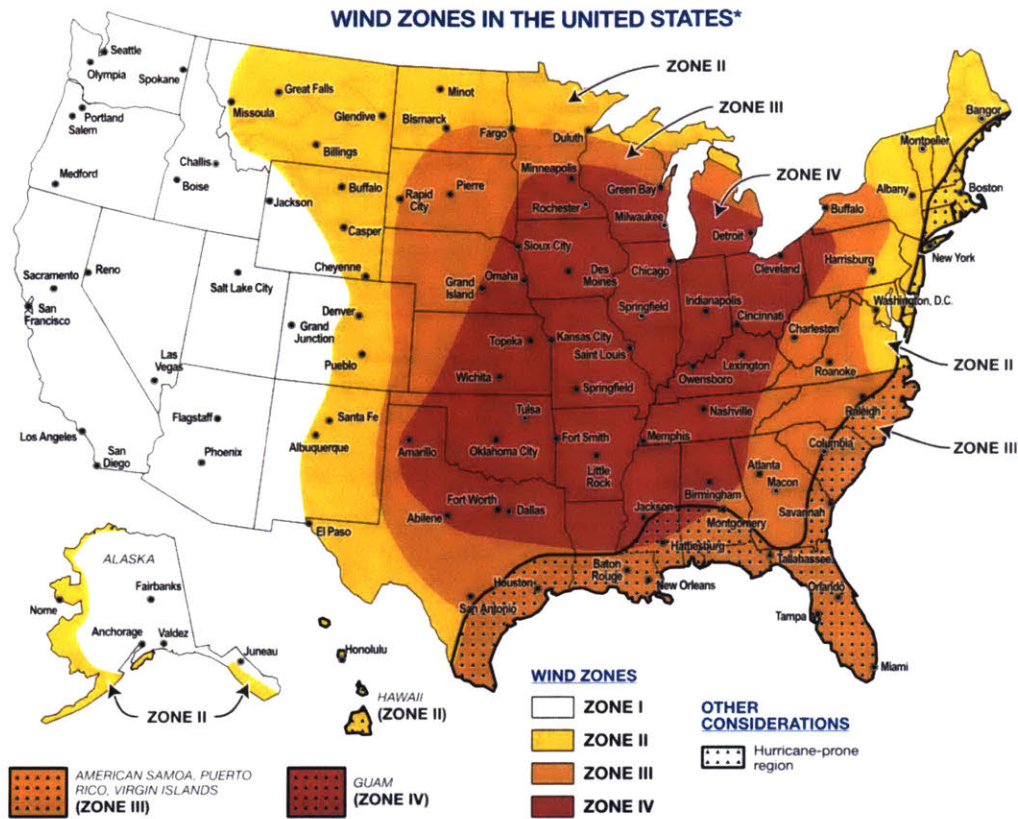 WIND ZONES IN THE UNITED STATES*
Seattle
Olympia
Spokane
Portland
Salem
Medford
Challis
Boise
Great Falls
Missoula
Glendive
Billings
Minot
Bismarck
Fargo
Duluth
ZONE II
ZONE III
ZONE IV
Bangor
Montpelier
Albany
Boston
Buffalo
New York
Harrisburg
Washington, D.C.
Jackson
Buffalo
Casper
Cheyenne
Rapid
City
Pierre
Minneapolis
Rochester
Green Bay
Milwaukee
Detroit
Cleveland
Sioux City
Omaha
Grand
Island
Des
Moines
Chicago
Springfield
Indianapolis
Cincinnati
Charleston
Roanoke
ZONE II
Sacramento
San
Francisco
Reno
Salt Lake City
Denver
Grand
Junction
Pueblo
Topeka
Kansas City
Saint Louis
Wichita
Springfield
Owensboro
Lexington
Nashville
Raleigh
ZONE III
Las
Vegas
Flagstaff
Phoenix
Los Angeles
San
Diego
Santa Fe
Albuquerque
Amarillo
Tulsa
Oklahoma City
Fort Smith
Little
Rock
Memphis
Columbia
Atlanta
Macon
Savannah
Birmingham
Montgomery
Jackson
Hattiesburg
Fort Worth
Dallas
Abilene
El Paso
Houston
San Antonio
Baton
Rouge
New Orleans
Tallahassee
Orlando
Tampa
Miami
ALASKA
Fairbanks
Nome
Anchorage
Valdez
Juneau
ZONE II
Honolulu
HAWAII
(ZONE II)
WIND ZONES
ZONE I
ZONE II
ZONE III
ZONE IV
OTHER
CONSIDERATIONS
Hurricane-prone
region
AMERICAN SAMOA, PUERTO
RICO, VIRGIN ISLANDS
(ZONE III)
GUAM
(ZONE IV)